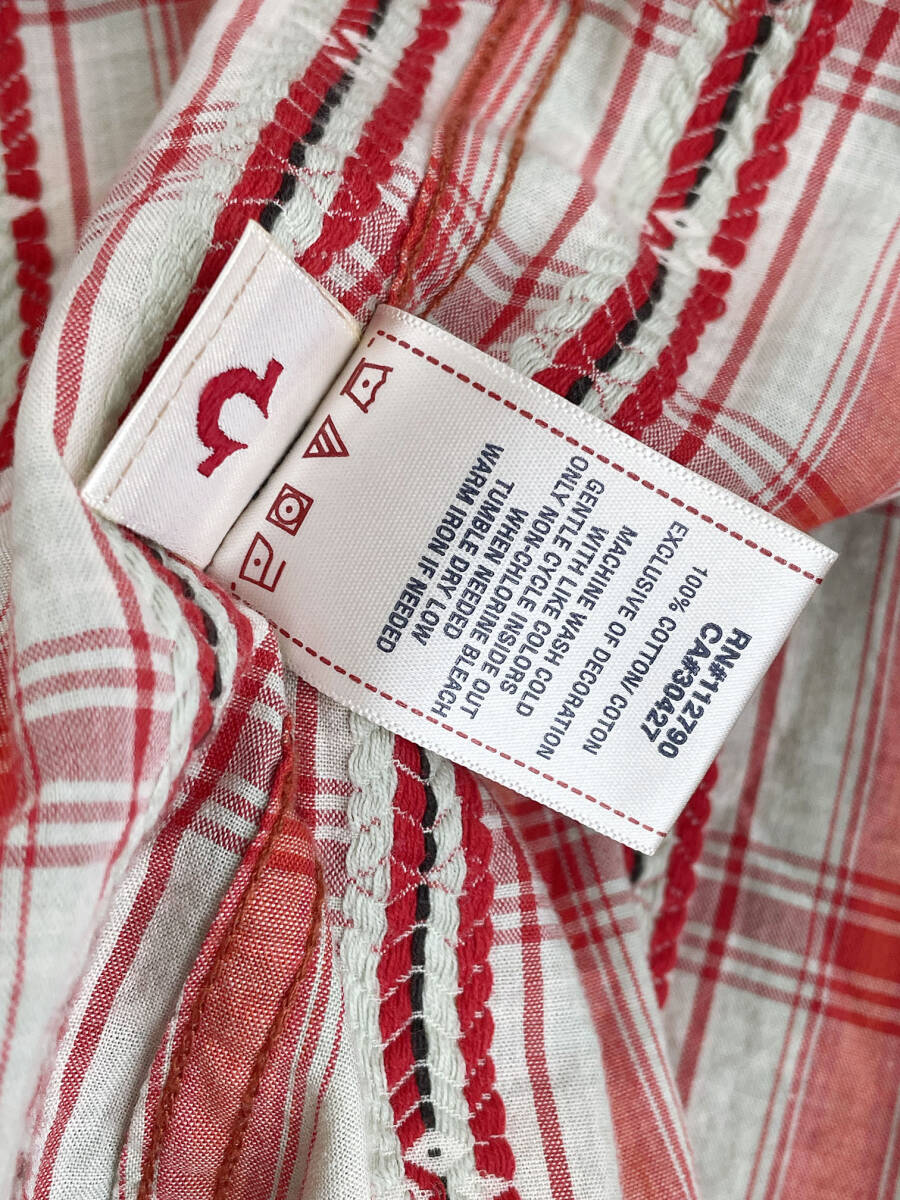 RN#112790
CA#30427
100% COTTON/ COTON
EXCLUSIVE OF DECORATION
MACHINE WASH COLD
WITH LIKE COLORS
GENTLE CYCLE INSIDE OUT
ONLY NON-CHLORINE BLEACH
WHEN NEEDED
TUMBLE DRY LOW
WARM IRON IF NEEDED